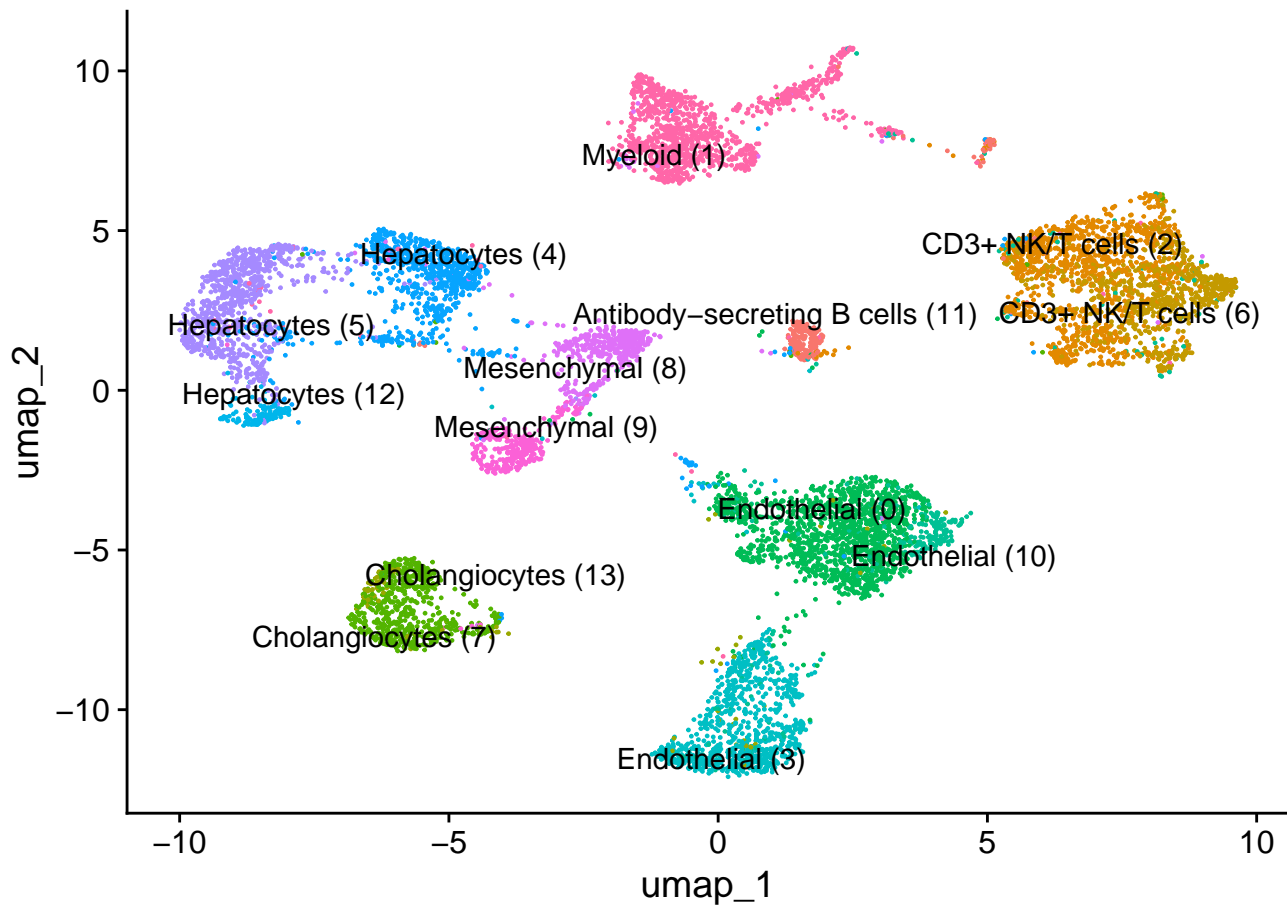 10
5
0
−5
−10
umap_2
Myeloid (1)
CD3+ NK/T cells (2)
Hepatocytes (4)
CD3+ NK/T cells (6)
Antibody−secreting B cells (11)
Hepatocytes (5)
Mesenchymal (8)
Hepatocytes (12)
Mesenchymal (9)
Endothelial (0)
Endothelial (10)
Cholangiocytes (13)
Cholangiocytes (7)
Endothelial (3)
−10 −5 0 5 10
umap_1